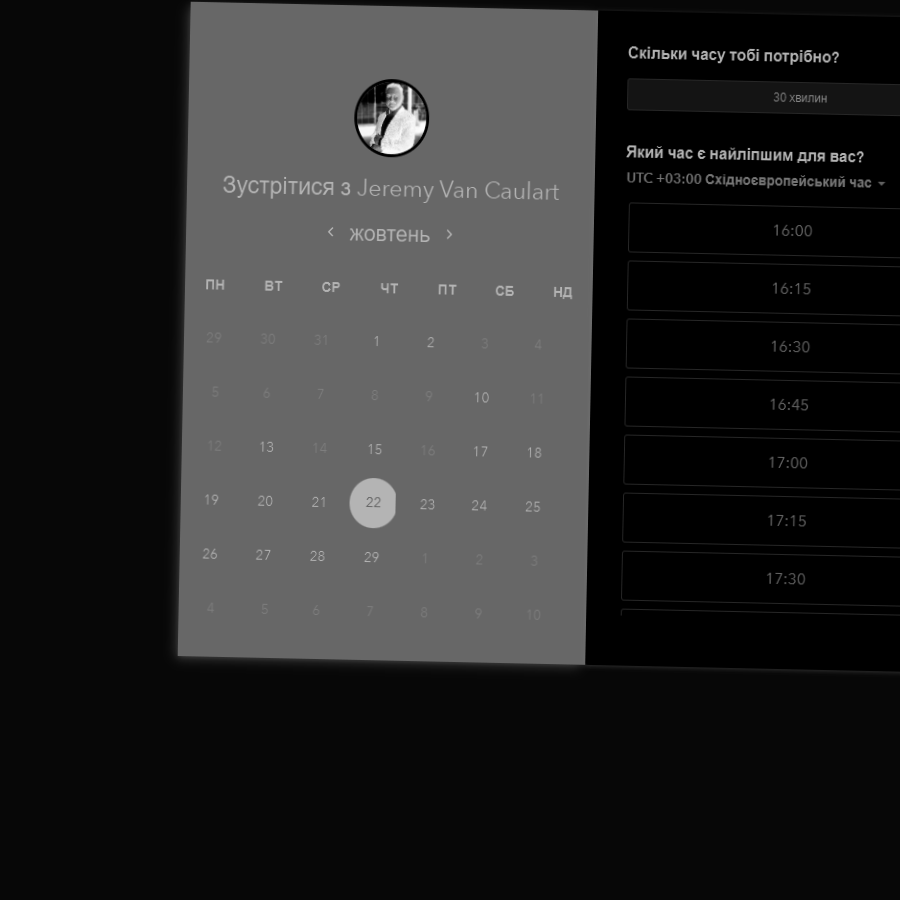 Зустрітися з Jeremy Van Caulart
жовтень
ПН ВТ СР ЧТ ПТ СБ НД
29 30 31 1 2 3 4
5 6 7 8 9 10 11
12 13 14 15 16 17 18
19 20 21 22 23 24 25
26 27 28 29 1 2 3
4 5 6 7 8 9 10
Скільки часу тобі потрібно?
30 хвилин
Який час є найліпшим для вас?
UTC +03:00 Східноєвропейський час
16:00
16:15
16:30
16:45
17:00
17:15
17:30